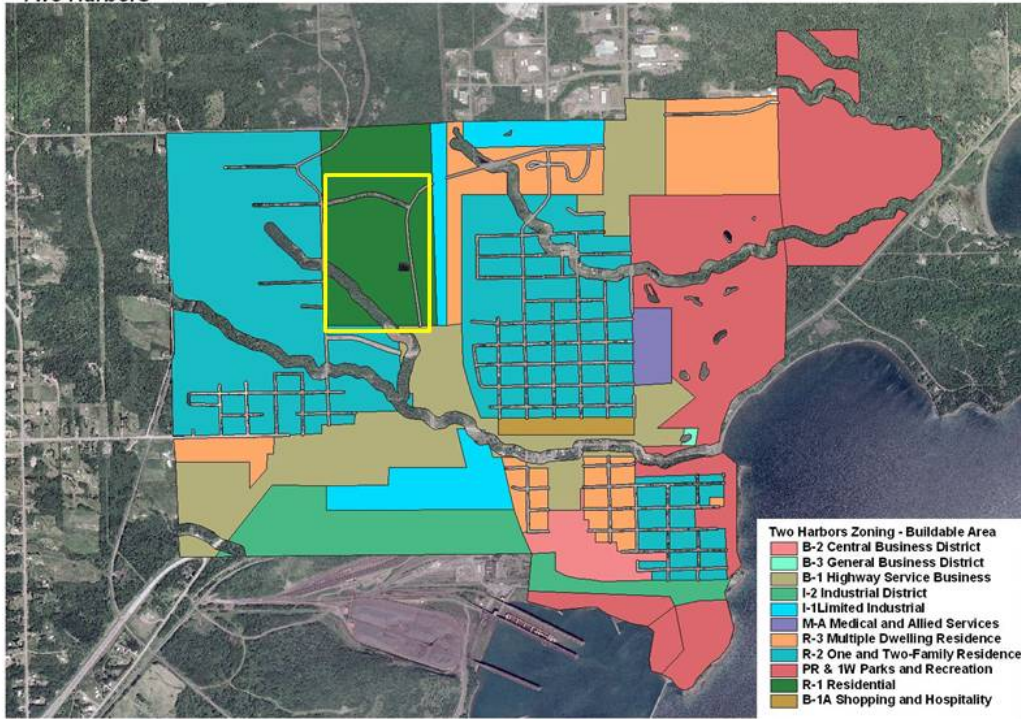 Two Harbors
Two Harbors Zoning - Buildable Area
B-2 Central Business District
B-3 General Business District
B-1 Highway Service Business
I-2 Industrial District
I-1Limited Industrial
M-A Medical and Allied Services
R-3 Multiple Dwelling Residence
R-2 One and Two-Family Residence
PR & 1W Parks and Recreation
R-1 Residential
B-1A Shopping and Hospitality